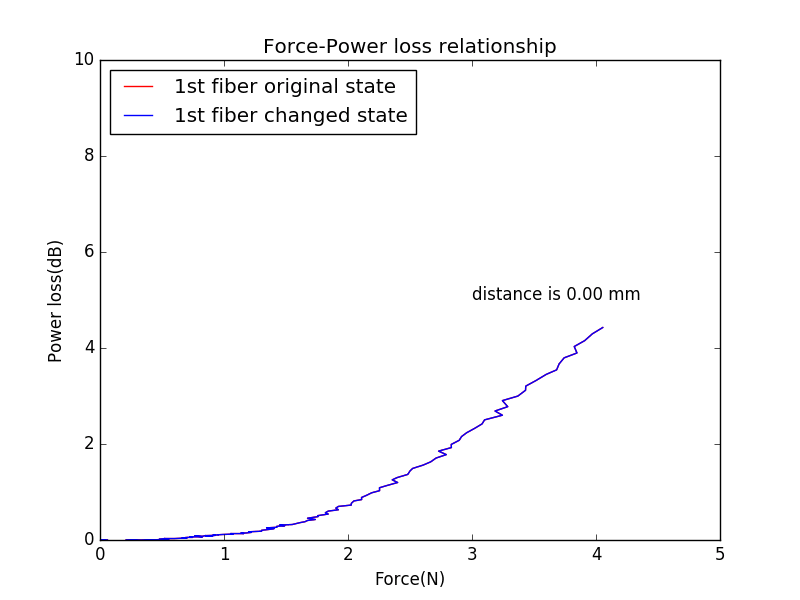 Force-Power loss relationship
10
1st fiber original state
1st fiber changed state
8
6
distance is 0.00 mm
Power loss(dB)
4
2
0
0 1 2 3 4 5
Force(N)